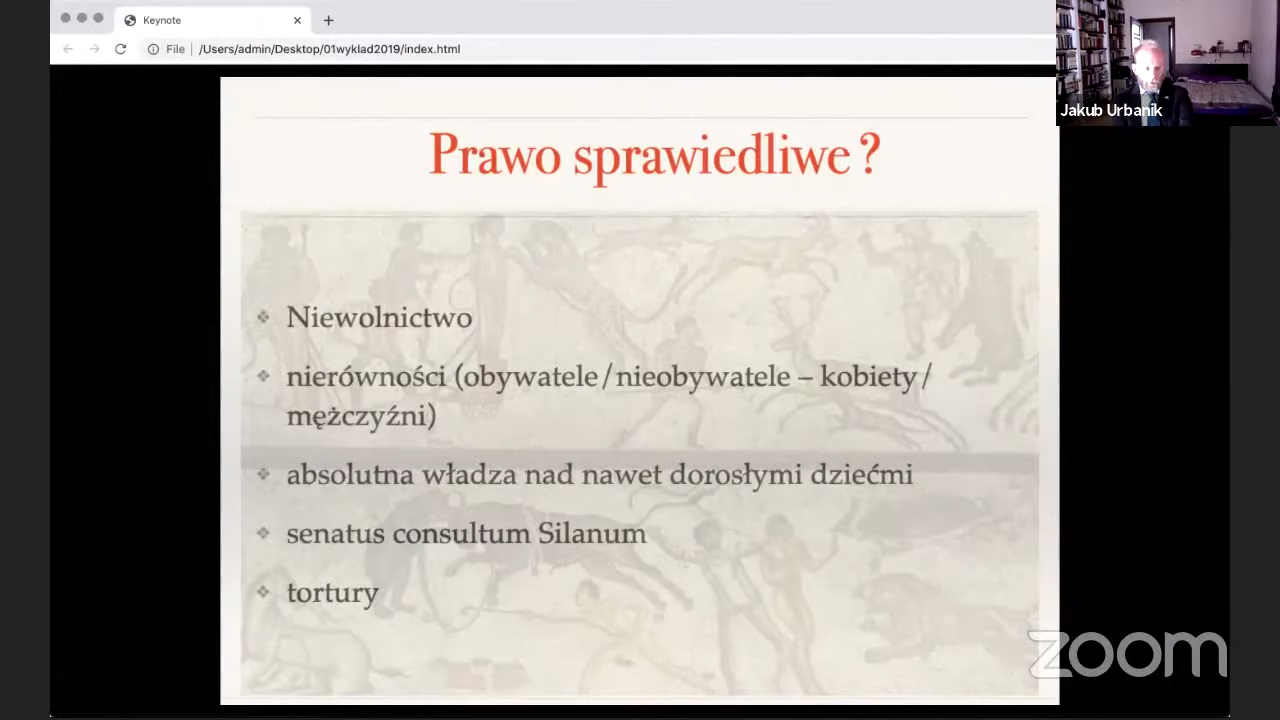 Keynote
File
/Users/admin/Desktop/01wyklad2019/index.html
Jakub Urbanik
Prawo sprawiedliwe ?
Niewolnictwo
nierówności (obywatele/nieobywatele – kobiety/
mężczyźni)
absolutna władza nad nawet dorosłymi dziećmi
senatus consultum Silanum
tortury
zoom